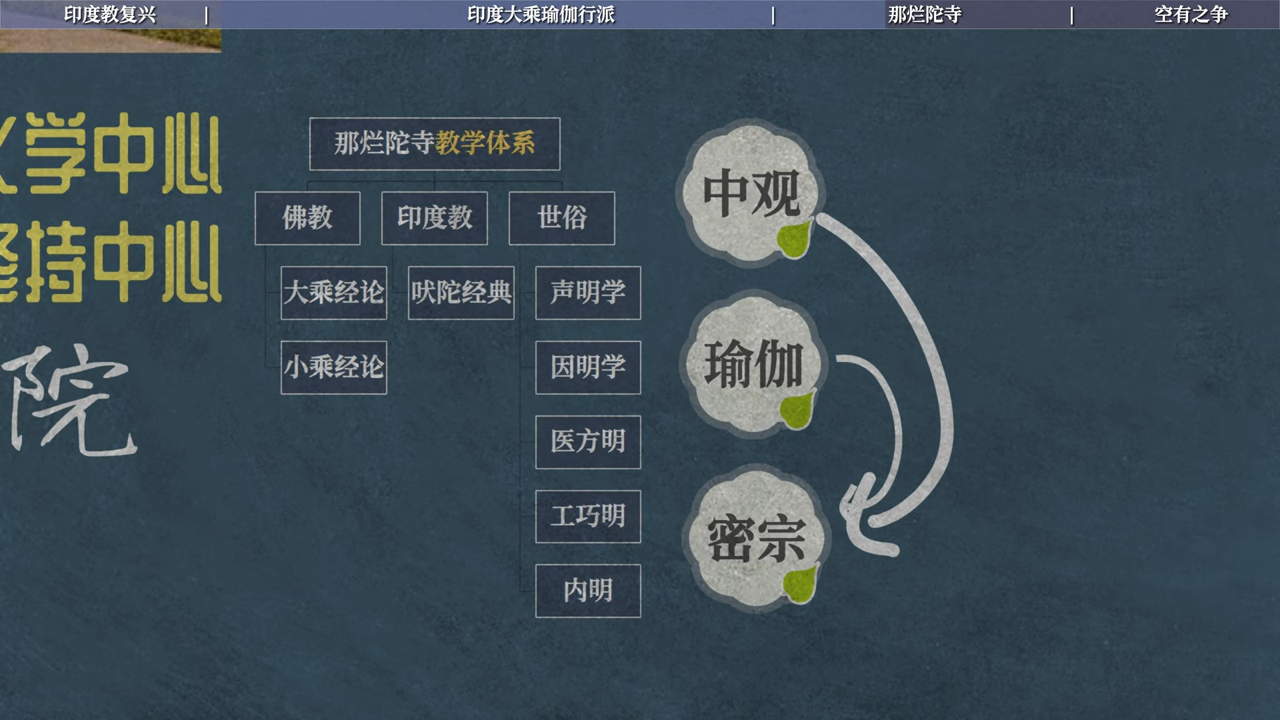 印度教复兴 | 印度大乘瑜伽行派 | 那烂陀寺 | 空有之争
学中心
持中心
院
那烂陀寺教学体系
佛教 印度教 世俗
大乘经论 吠陀经典 声明学
小乘经论 因明学
医方明
工巧明
内明
中观
瑜伽
密宗